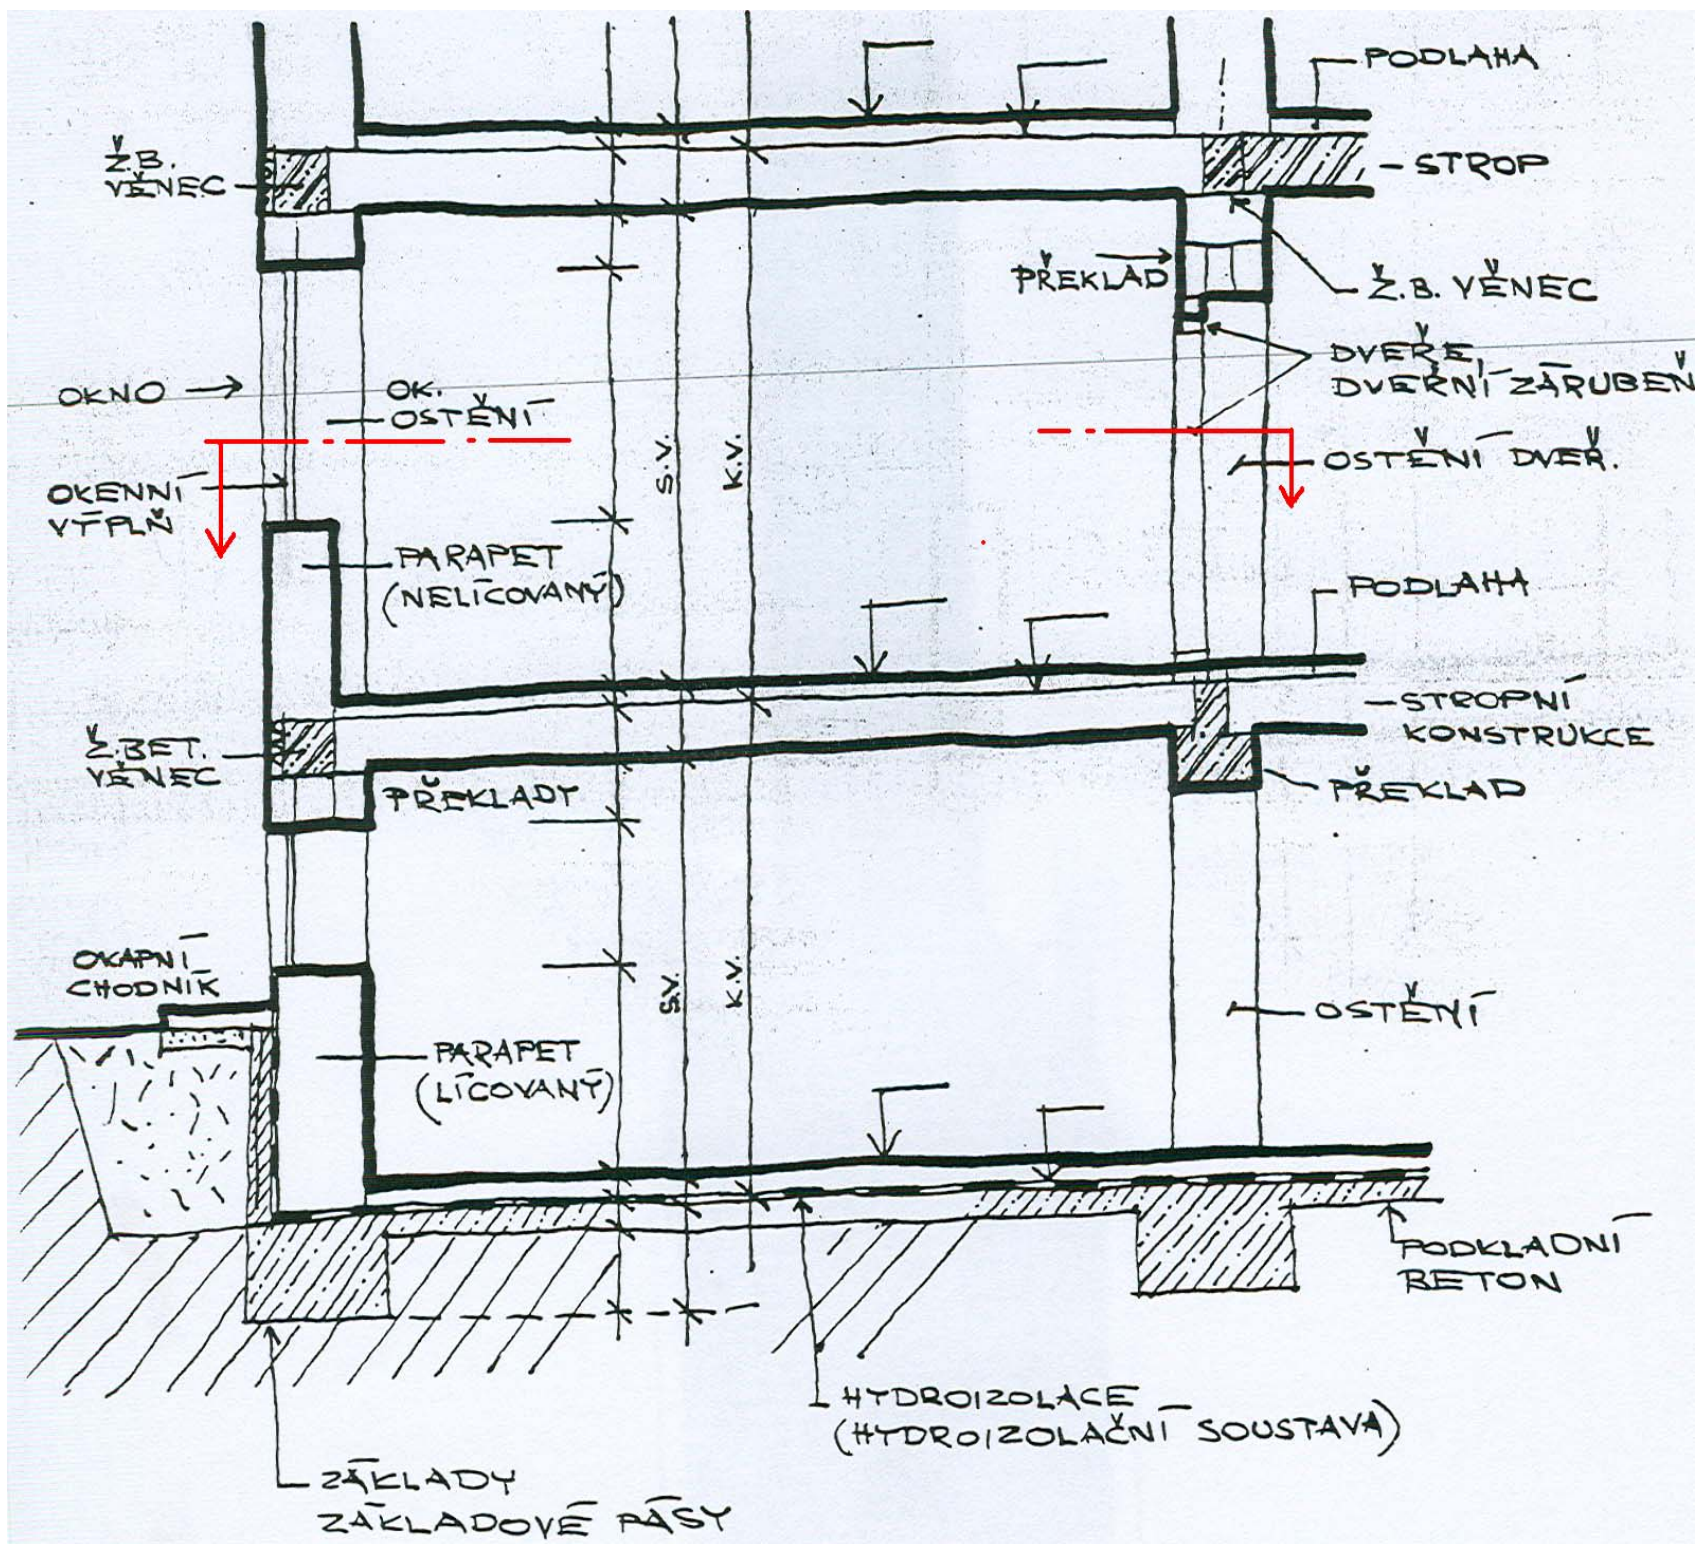 PODLAHA
Ž.B.
VĚNEC
STROP
PŘEKLAD
Ž.B. VĚNEC
DVEŘE,
DVEŘNÍ ZÁRUBEŇ
OKNO
OK.
OSTĚNÍ
S.V.
K.V.
OSTĚNÍ DVEŘ.
OKENNÍ
VÝPLŇ
PARAPET
(NELÍCOVANÝ)
PODLAHA
STROPNÍ
KONSTRUKCE
Ž.BET.
VĚNEC
PŘEKLADY
PŘEKLAD
OKAPNÍ
CHODNÍK
S.V.
K.V.
OSTĚNÍ
PARAPET
(LÍCOVANÝ)
PODKLADNÍ
BETON
HYDROIZOLACE
(HYDROIZOLAČNÍ SOUSTAVA)
ZÁKLADY
ZÁKLADOVÉ PÁSY